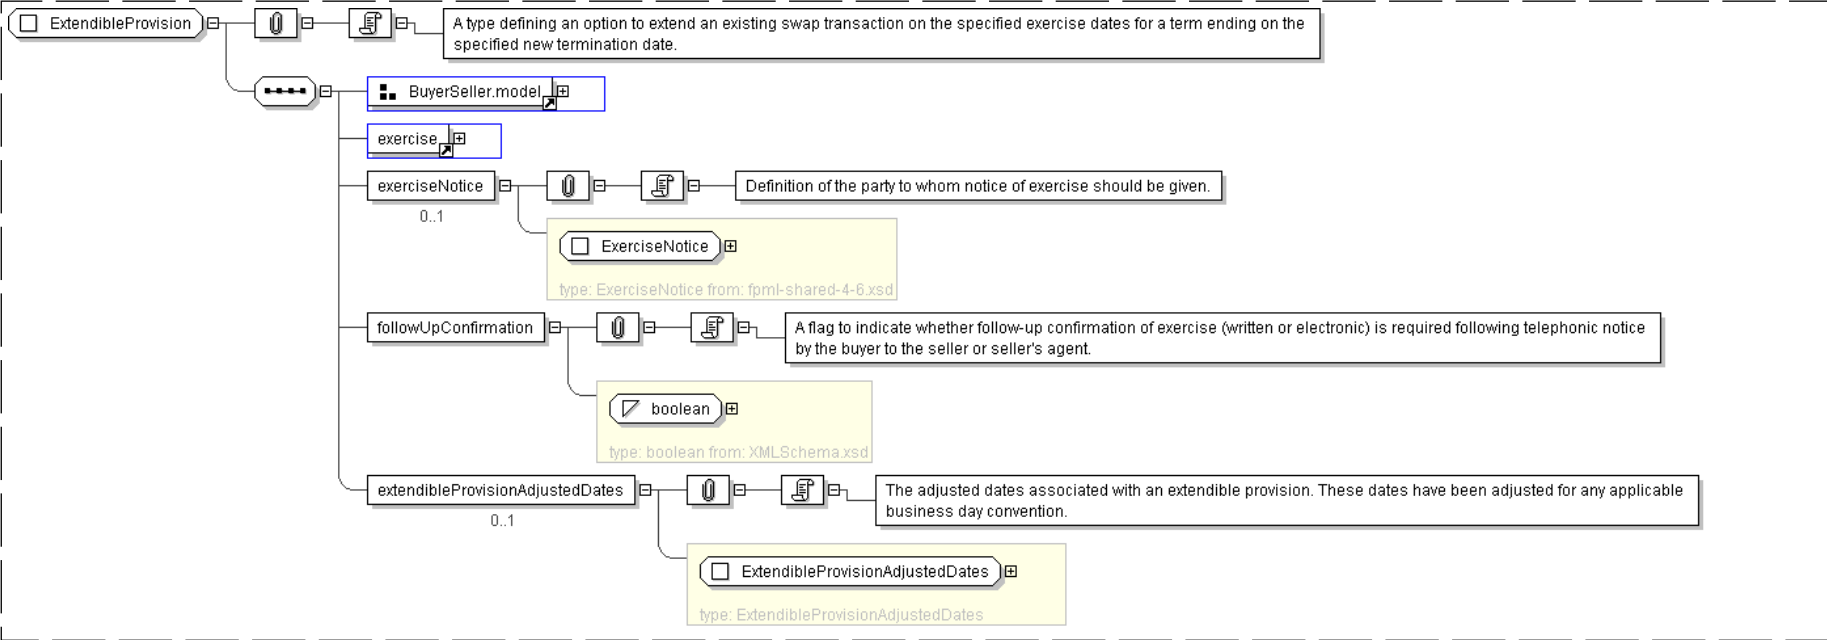 ExtendibleProvision
A type defining an option to extend an existing swap transaction on the specified exercise dates for a term ending on the
specified new termination date.
BuyerSeller.model
exercise
exerciseNotice
Definition of the party to whom notice of exercise should be given.
0..1
ExerciseNotice
type: ExerciseNotice from: fpml-shared-4-6.xsd
followUpConfirmation
A flag to indicate whether follow-up confirmation of exercise (written or electronic) is required following telephonic notice
by the buyer to the seller or seller's agent.
boolean
type: boolean from: XMLSchema.xsd
extendibleProvisionAdjustedDates
The adjusted dates associated with an extendible provision. These dates have been adjusted for any applicable
business day convention.
0..1
ExtendibleProvisionAdjustedDates
type: ExtendibleProvisionAdjustedDates